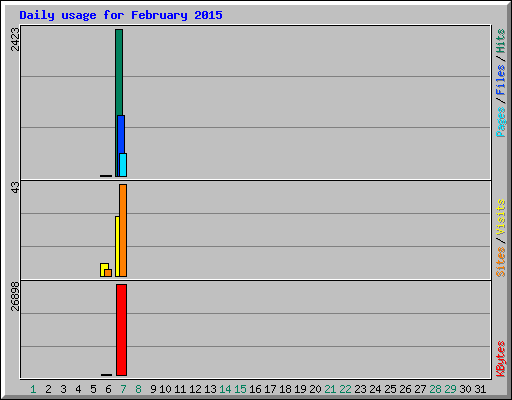 Daily usage for February 2015
2423
43
26898
Pages / Files / Hits
Sites / Visits
KBytes
1 2 3 4 5 6 7 8 9 10 11 12 13 14 15 16 17 18 19 20 21 22 23 24 25 26 27 28 29 30 31